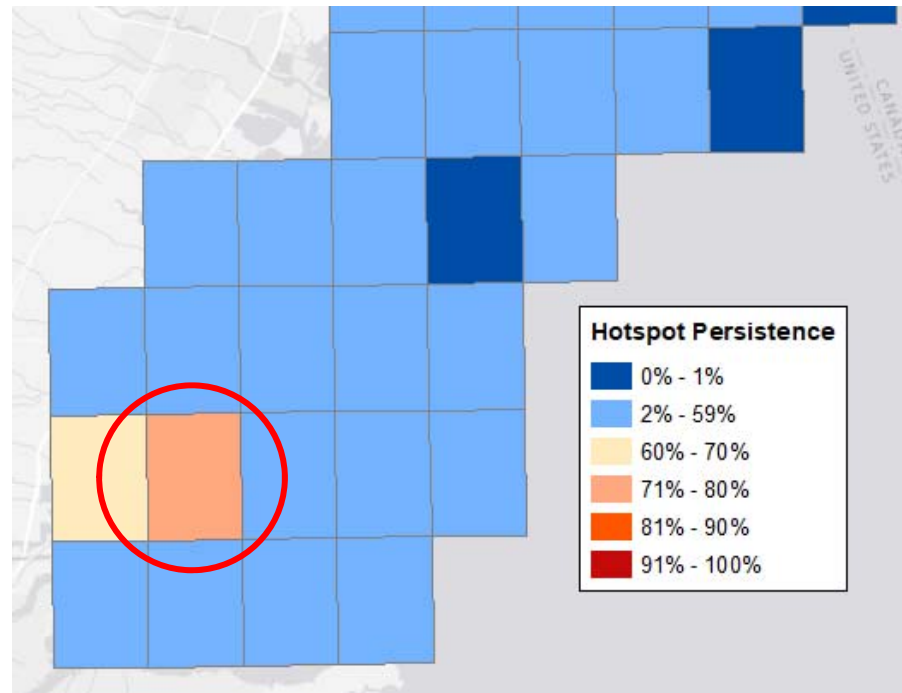 CANADA
UNITED STATES
Hotspot Persistence
0% - 1%
2% - 59%
60% - 70%
71% - 80%
81% - 90%
91% - 100%